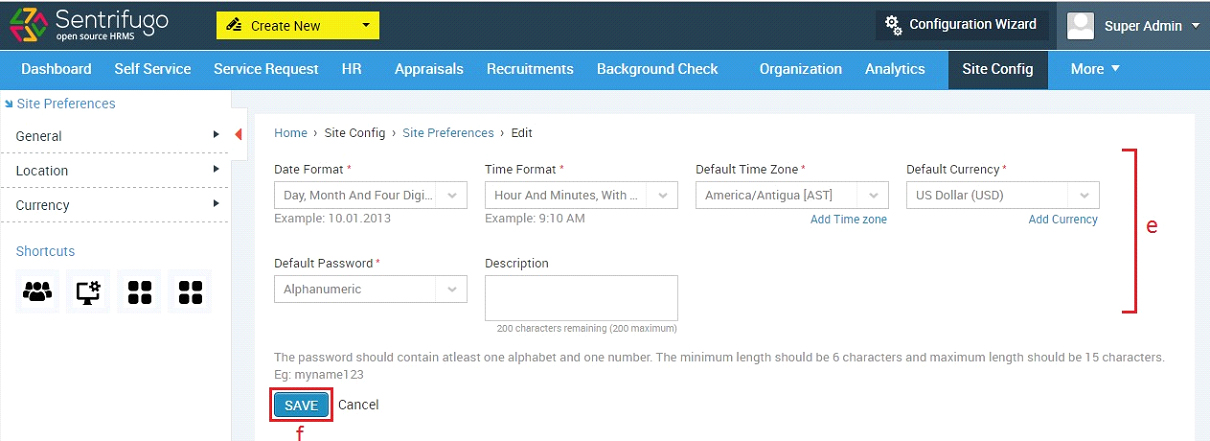 Sentrifugo
open source HRMS
Create New
Configuration Wizard
Super Admin
Dashboard Self Service Service Request HR Appraisals Recruitments Background Check Organization Analytics Site Config More
Site Preferences
General
Location
Currency
Shortcuts
Home › Site Config › Site Preferences › Edit
Date Format * Time Format * Default Time Zone * Default Currency *
Day, Month And Four Digi... Hour And Minutes, With ... America/Antigua [AST] US Dollar (USD)
Example: 10.01.2013 Example: 9:10 AM Add Time zone Add Currency
e
Default Password * Description
Alphanumeric
200 characters remaining (200 maximum)
The password should contain atleast one alphabet and one number. The minimum length should be 6 characters and maximum length should be 15 characters.
Eg: myname123
SAVE Cancel
f